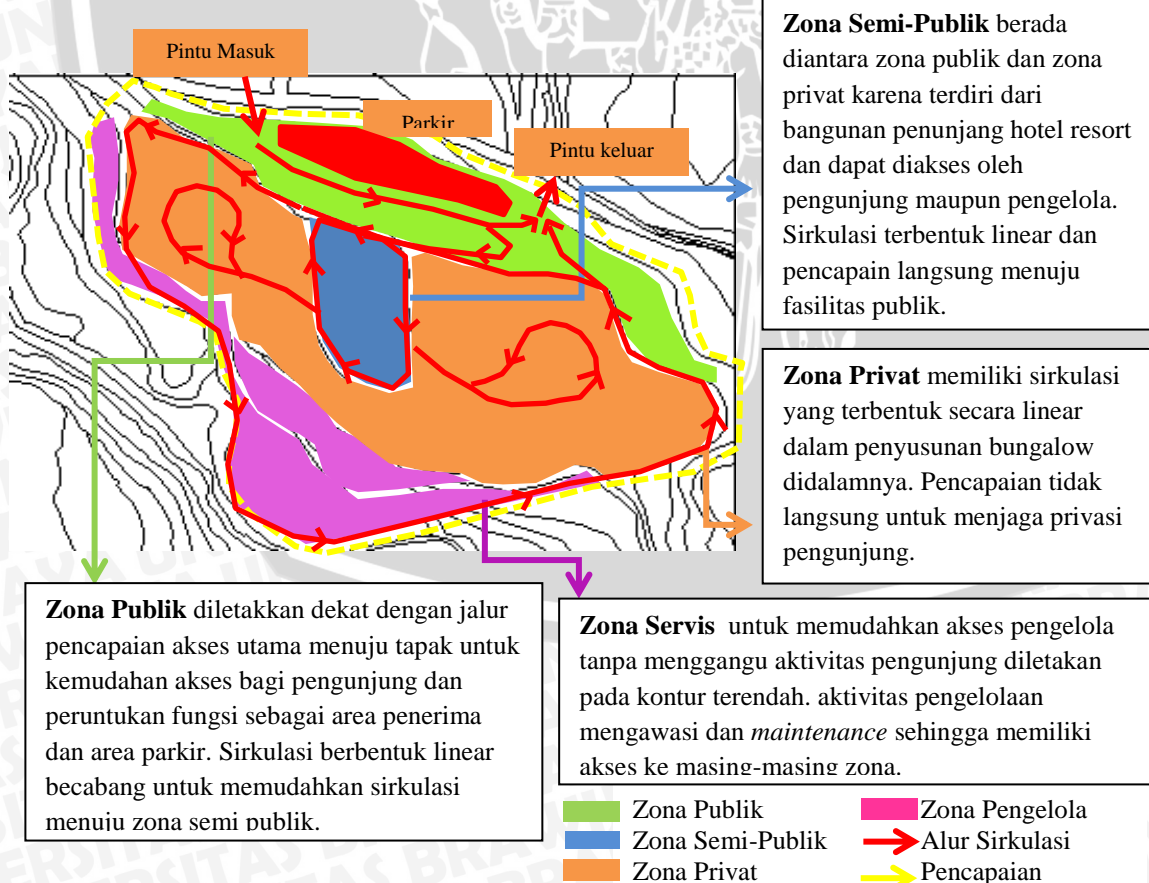 Pintu Masuk
Parkir
Pintu keluar
Zona Semi-Publik berada
diantara zona publik dan zona
privat karena terdiri dari
bangunan penunjang hotel resort
dan dapat diakses oleh
pengunjung maupun pengelola.
Sirkulasi terbentuk linear dan
pencapain langsung menuju
fasilitas publik.
Zona Privat memiliki sirkulasi
yang terbentuk secara linear
dalam penyusunan bungalow
didalamnya. Pencapaian tidak
langsung untuk menjaga privasi
pengunjung.
Zona Publik diletakkan dekat dengan jalur
pencapaian akses utama menuju tapak untuk
kemudahan akses bagi pengunjung dan
peruntukan fungsi sebagai area penerima
dan area parkir. Sirkulasi berbentuk linear
becabang untuk memudahkan sirkulasi
menuju zona semi publik.
Zona Servis untuk memudahkan akses pengelola
tanpa menggangu aktivitas pengunjung diletakan
pada kontur terendah. aktivitas pengelolaan
mengawasi dan maintenance sehingga memiliki
akses ke masing-masing zona.
Zona Publik
Zona Semi-Publik
Zona Privat
Zona Pengelola
Alur Sirkulasi
Pencapaian